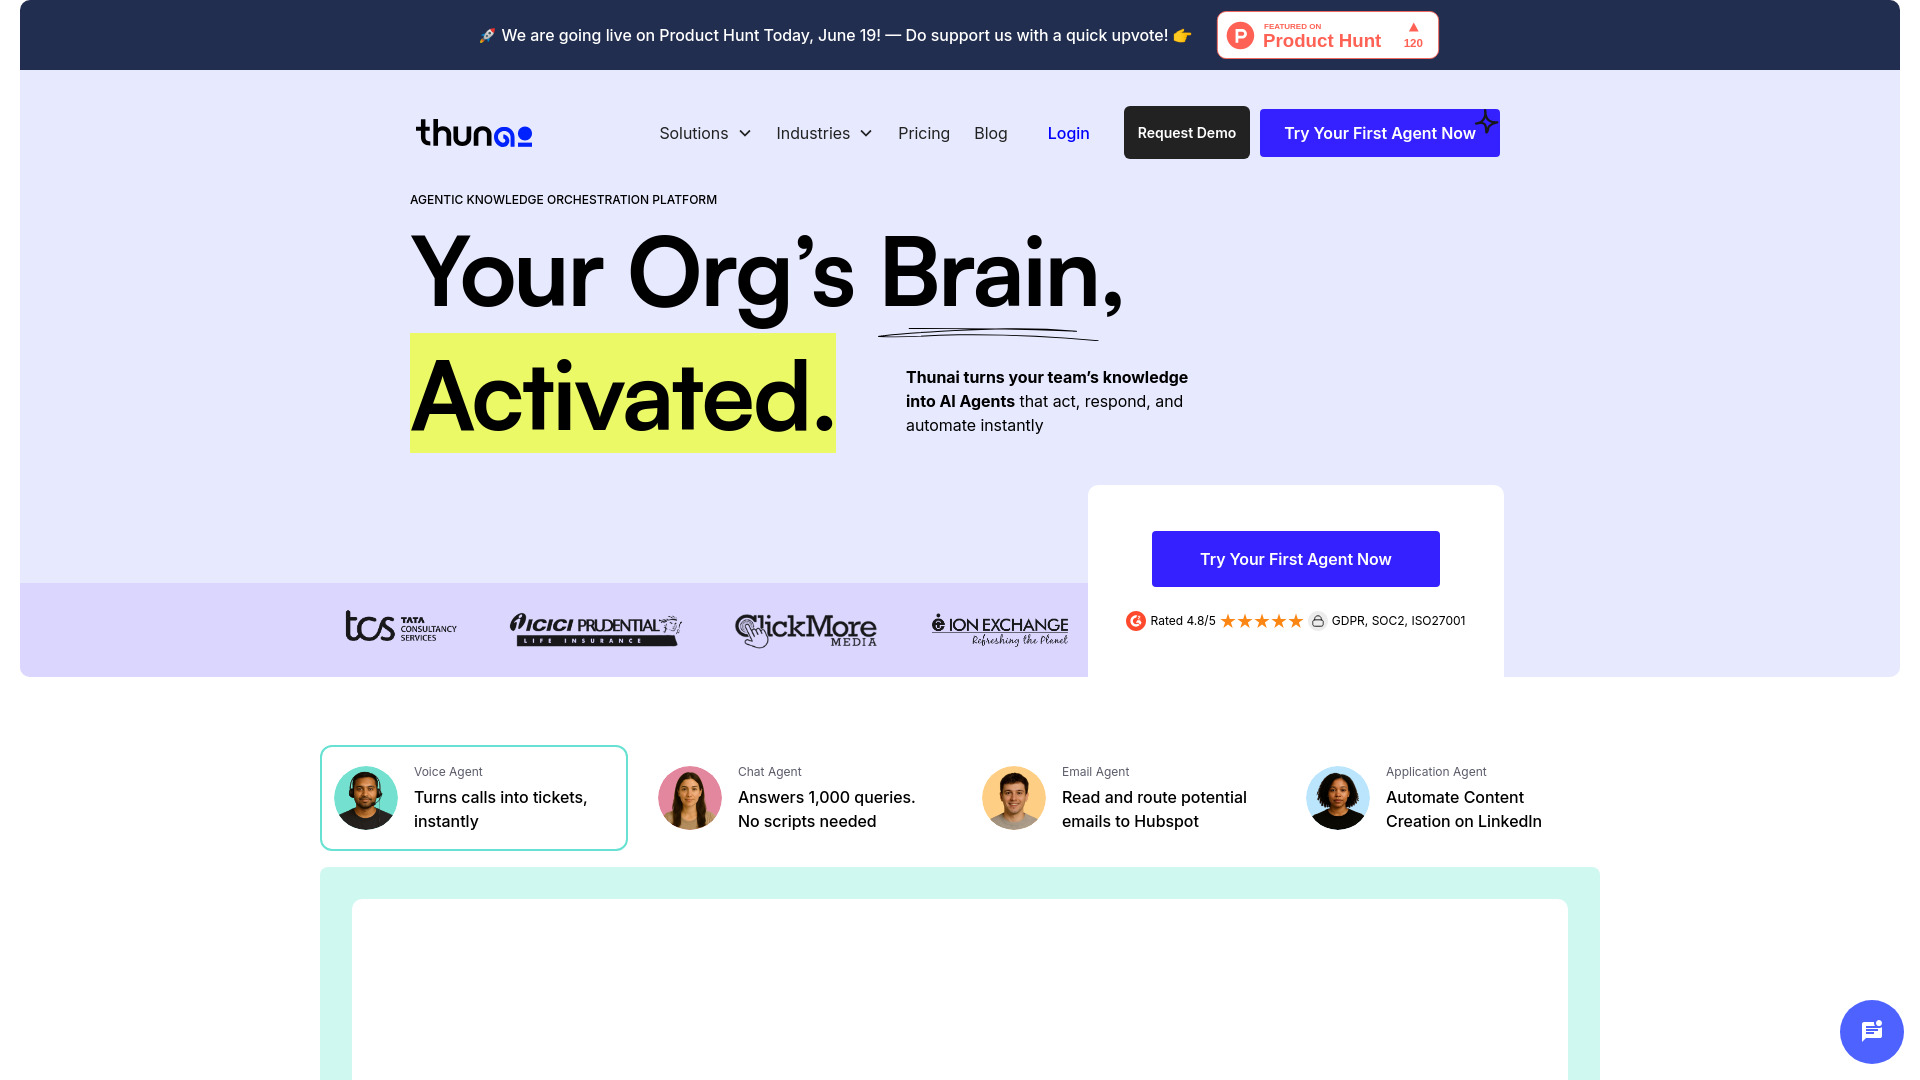 🚀 We are going live on Product Hunt Today, June 19! — Do support us with a quick upvote! 👉
FEATURED ON
Product Hunt
120
thunai
Solutions
Industries
Pricing
Blog
Login
Request Demo
Try Your First Agent Now
AGENTIC KNOWLEDGE ORCHESTRATION PLATFORM
Your Org’s Brain,
Activated.
Thunai turns your team’s knowledge
into AI Agents that act, respond, and
automate instantly
Try Your First Agent Now
Rated 4.8/5
GDPR, SOC2, ISO27001
tcs
TATA
CONSULTANCY
SERVICES
ICICI PRUDENTIAL
LIFE INSURANCE
ClickMore
MEDIA
ION EXCHANGE
Refreshing the Planet
Voice Agent
Turns calls into tickets,
instantly
Chat Agent
Answers 1,000 queries.
No scripts needed
Email Agent
Read and route potential
emails to Hubspot
Application Agent
Automate Content
Creation on LinkedIn